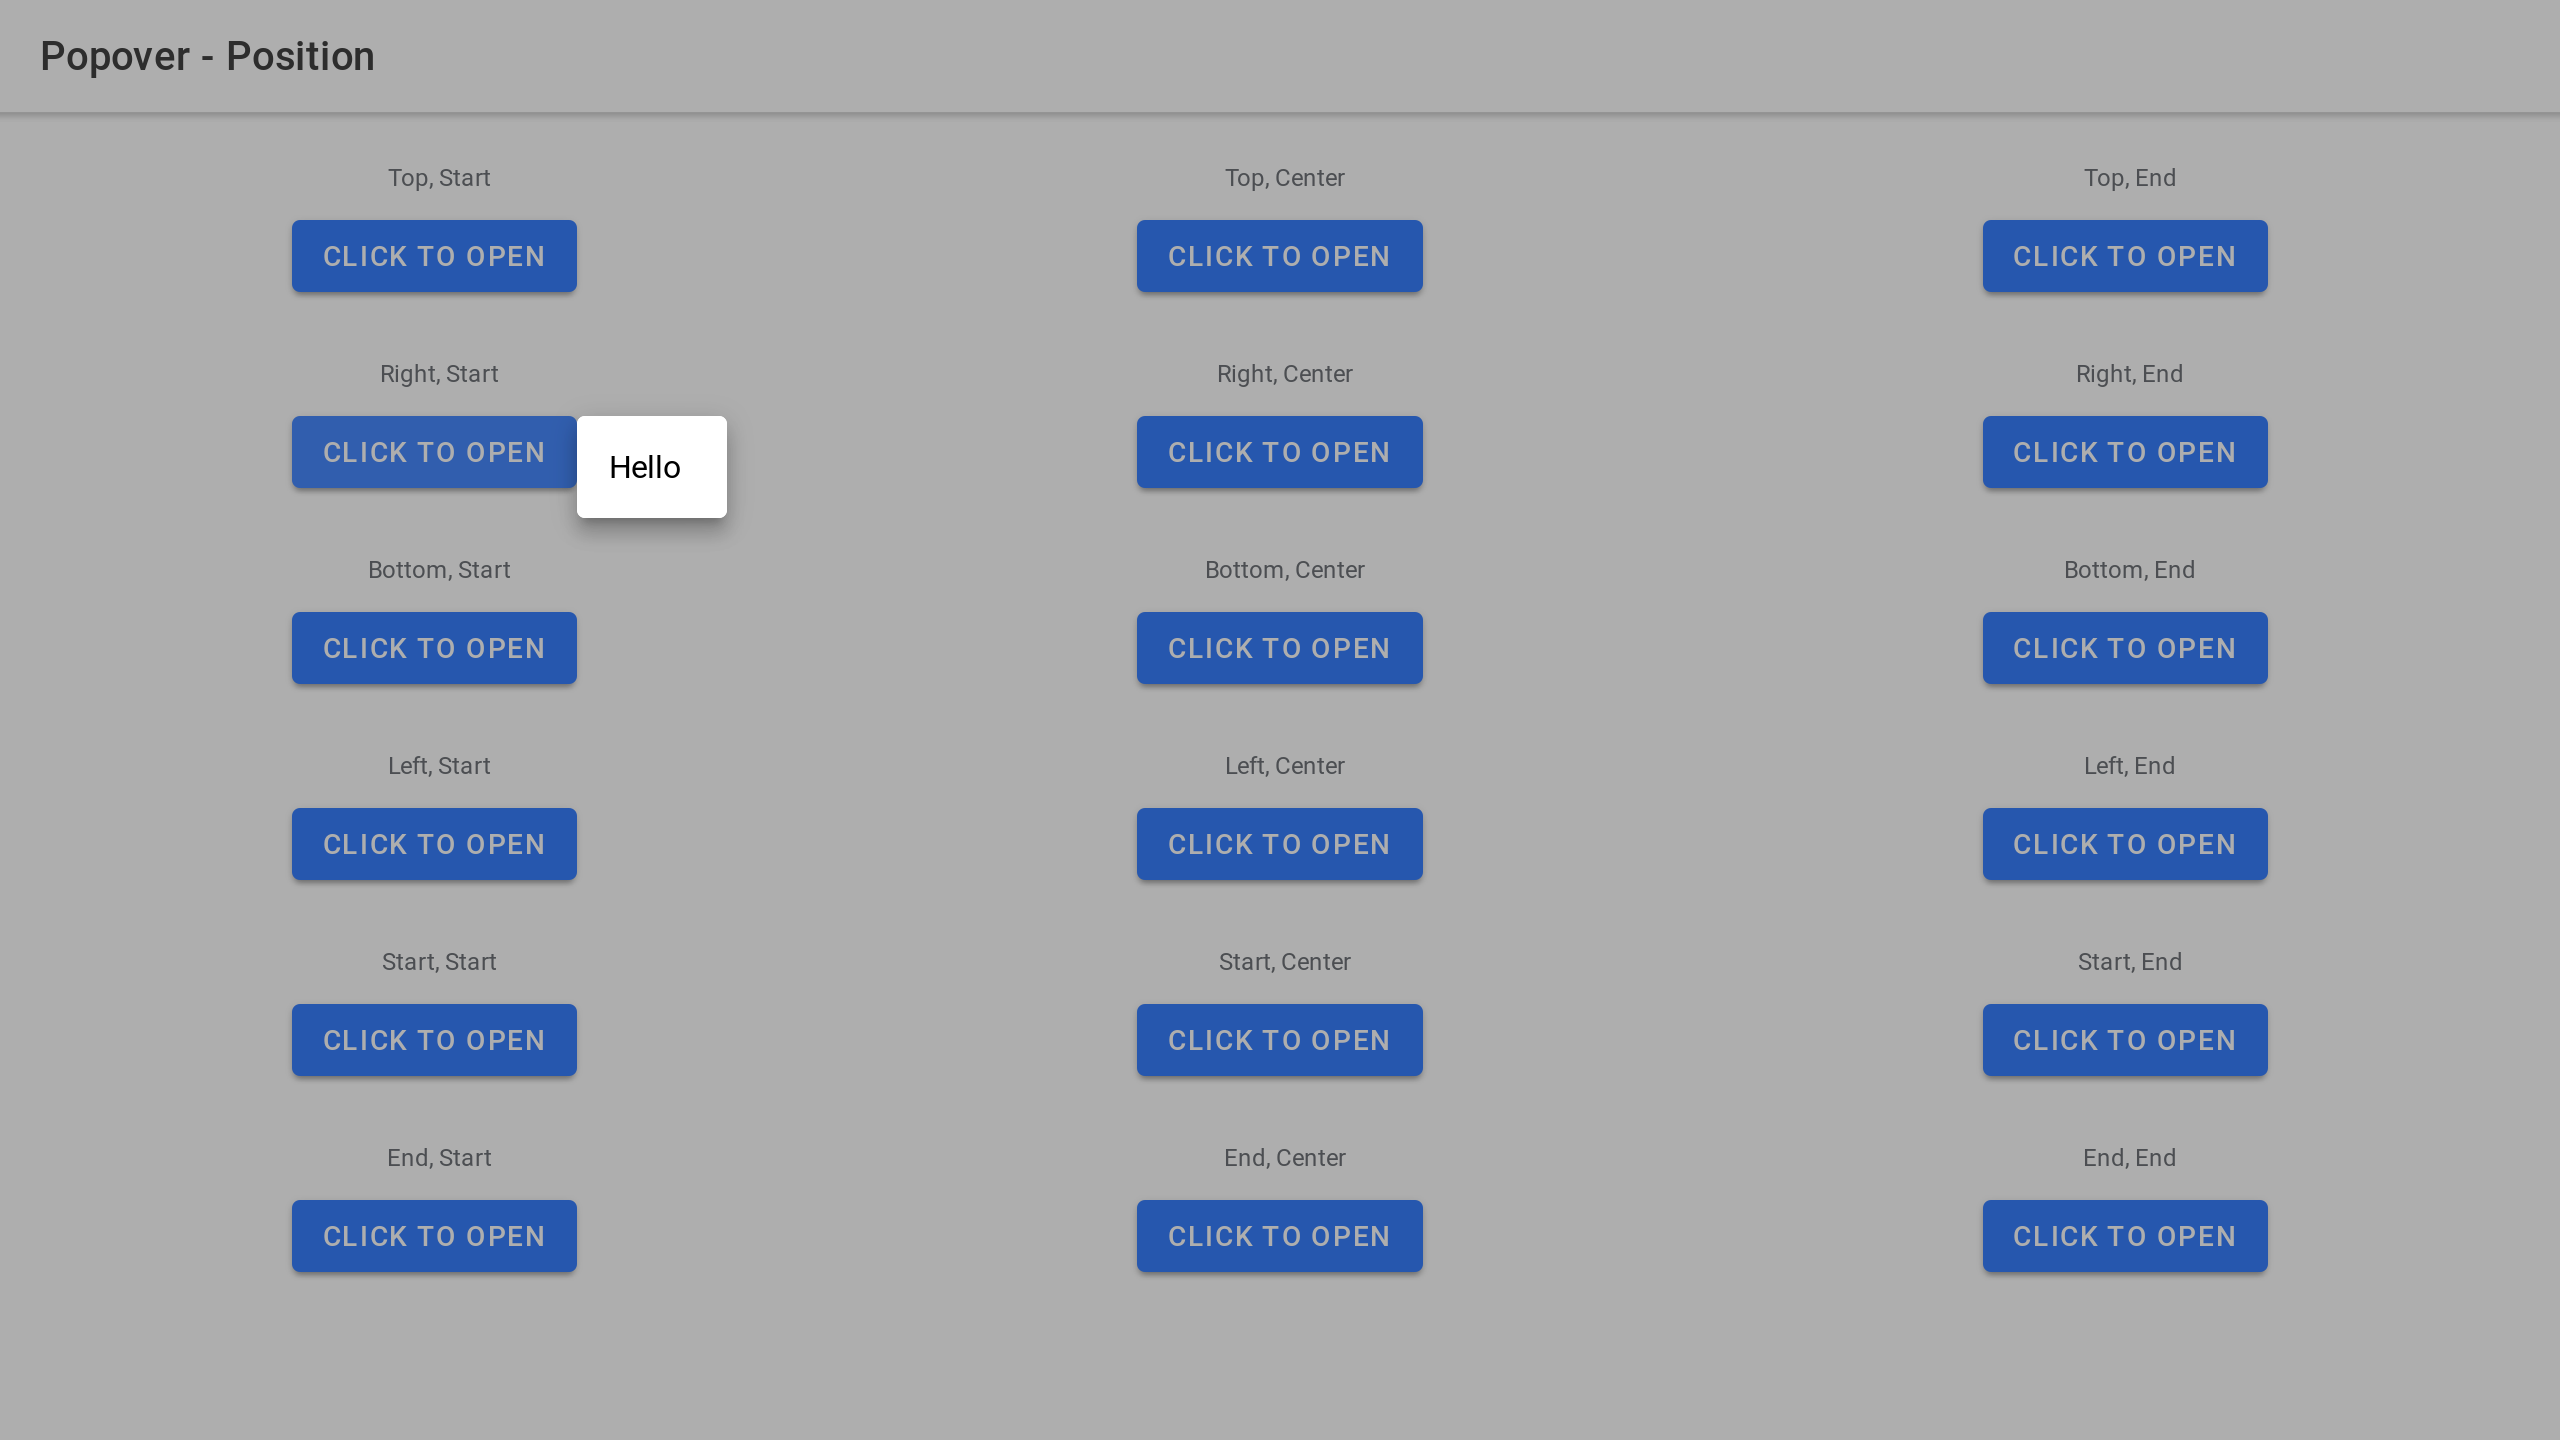 Popover - Position
Top, Start
Top, Center
Top, End
CLICK TO OPEN
CLICK TO OPEN
CLICK TO OPEN
Right, Start
Right, Center
Right, End
CLICK TO OPEN
Hello
CLICK TO OPEN
CLICK TO OPEN
Bottom, Start
Bottom, Center
Bottom, End
CLICK TO OPEN
CLICK TO OPEN
CLICK TO OPEN
Left, Start
Left, Center
Left, End
CLICK TO OPEN
CLICK TO OPEN
CLICK TO OPEN
Start, Start
Start, Center
Start, End
CLICK TO OPEN
CLICK TO OPEN
CLICK TO OPEN
End, Start
End, Center
End, End
CLICK TO OPEN
CLICK TO OPEN
CLICK TO OPEN